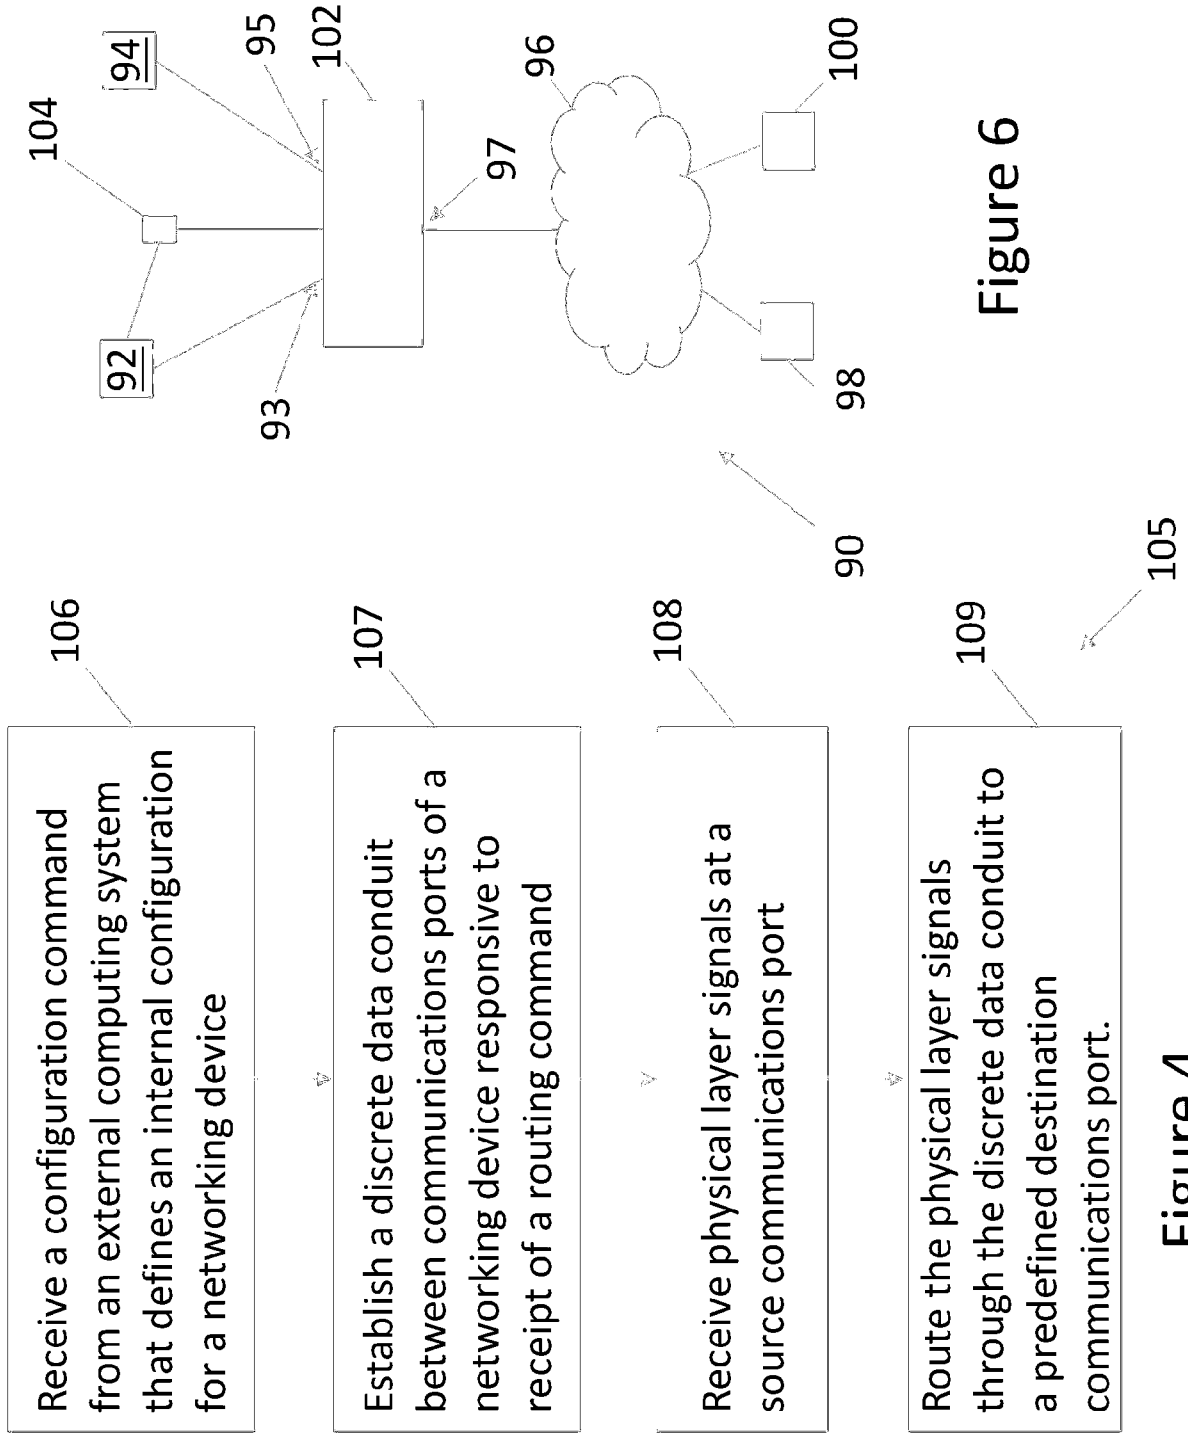 Receive a configuration command
from an external computing system
that defines an internal configuration
for a networking device
106
Establish a discrete data conduit
between communications ports of a
networking device responsive to
receipt of a routing command
107
Receive physical layer signals at a
source communications port
108
Route the physical layer signals
through the discrete data conduit to
a predefined destination
communications port.
109
105
Figure 4
104
92
94
93
95
102
97
96
98
100
90
Figure 6